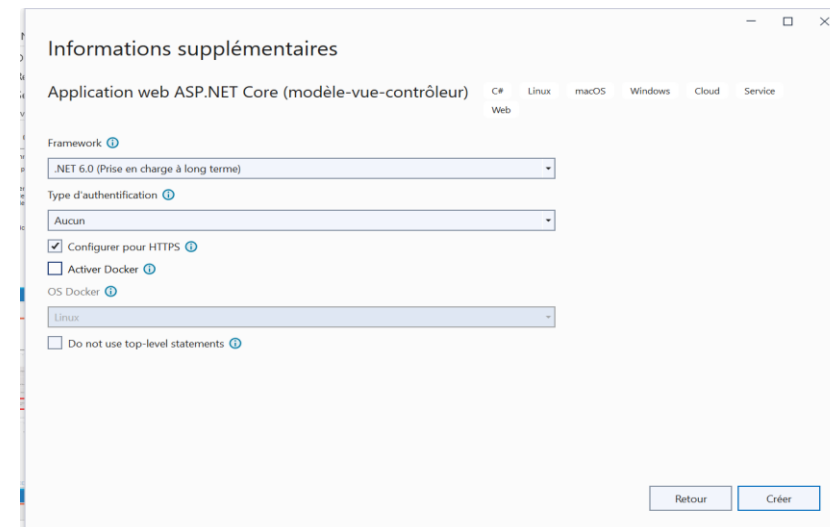 Informations supplémentaires
Application web ASP.NET Core (modèle-vue-contrôleur) C# Linux macOS Windows Cloud Service
Web
Framework
.NET 6.0 (Prise en charge à long terme)
Type d'authentification
Aucun
Configurer pour HTTPS
Activer Docker
OS Docker
Linux
Do not use top-level statements
Retour Créer